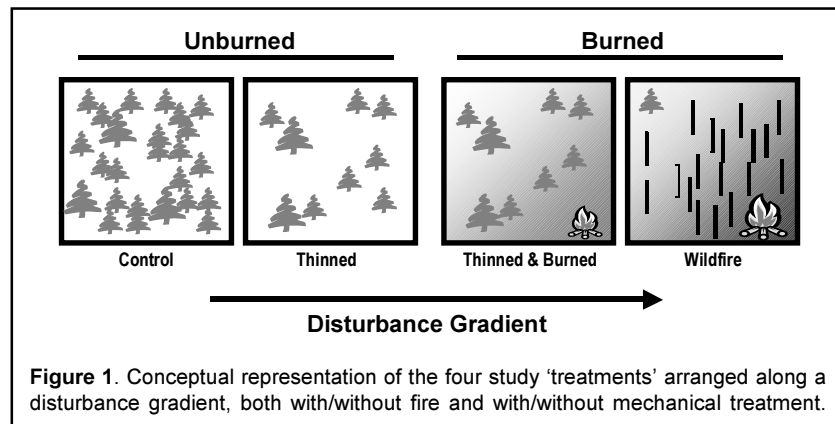 Unburned Burned
Control Thinned Thinned & Burned Wildfire
Disturbance Gradient
Figure 1. Conceptual representation of the four study ‘treatments’ arranged along a
disturbance gradient, both with/without fire and with/without mechanical treatment.